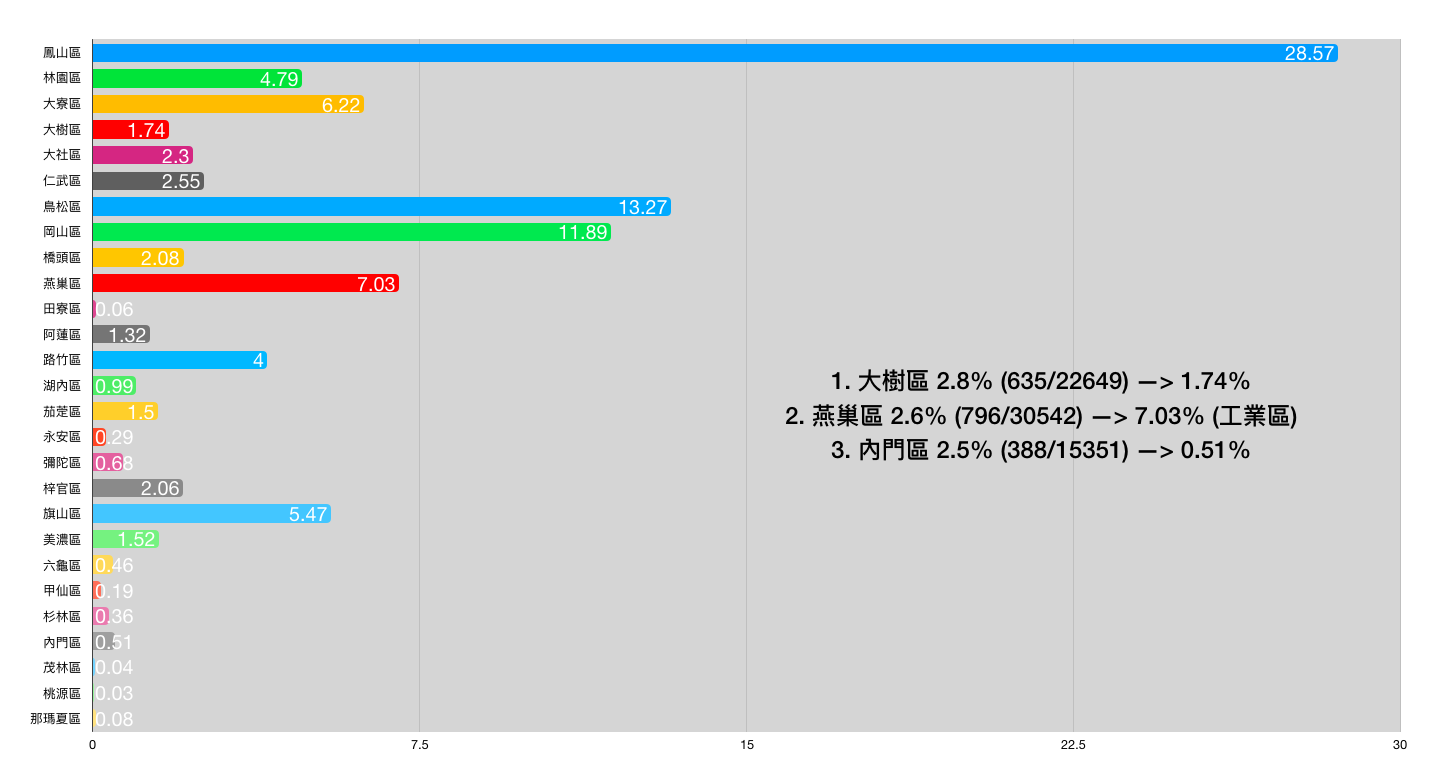 鳳山區 28.57
林園區 4.79
大寮區 6.22
大樹區 1.74
大社區 2.3
仁武區 2.55
鳥松區 13.27
岡山區 11.89
橋頭區 2.08
燕巢區 7.03
田寮區 0.06
阿蓮區 1.32
路竹區 4
湖內區 0.99
茄萣區 1.5
永安區 0.29
彌陀區 0.68
梓官區 2.06
旗山區 5.47
美濃區 1.52
六龜區 0.46
甲仙區 0.19
杉林區 0.36
內門區 0.51
茂林區 0.04
桃源區 0.03
那瑪夏區 0.08
0 7.5 15 22.5 30
1. 大樹區 2.8% (635/22649) —> 1.74%
2. 燕巢區 2.6% (796/30542) —> 7.03% (工業區)
3. 內門區 2.5% (388/15351) —> 0.51%